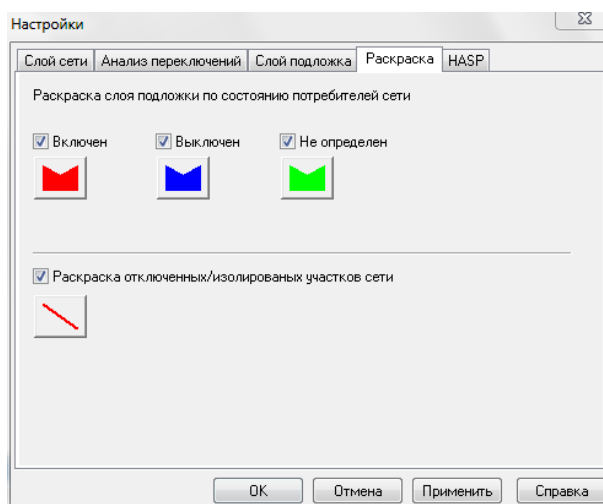 Настройки
Слой сети Анализ переключений Слой подложка Раскраска HASP
Раскраска слоя подложки по состоянию потребителей сети
Включен Выключен Не определен
Раскраска отключенных/изолированых участков сети
OK Отмена Применить Справка